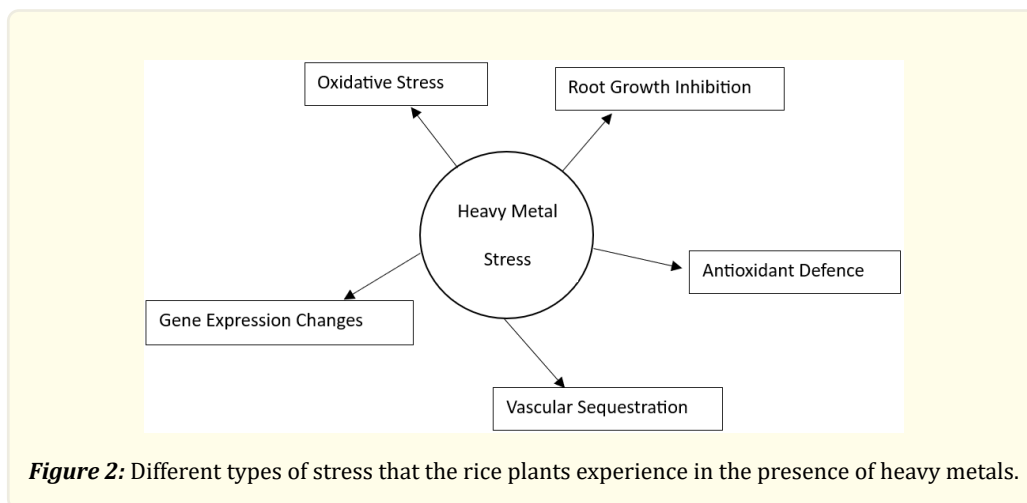 Oxidative Stress
Root Growth Inhibition
Heavy Metal
Stress
Antioxidant Defence
Gene Expression Changes
Vascular Sequestration
Figure 2: Different types of stress that the rice plants experience in the presence of heavy metals.